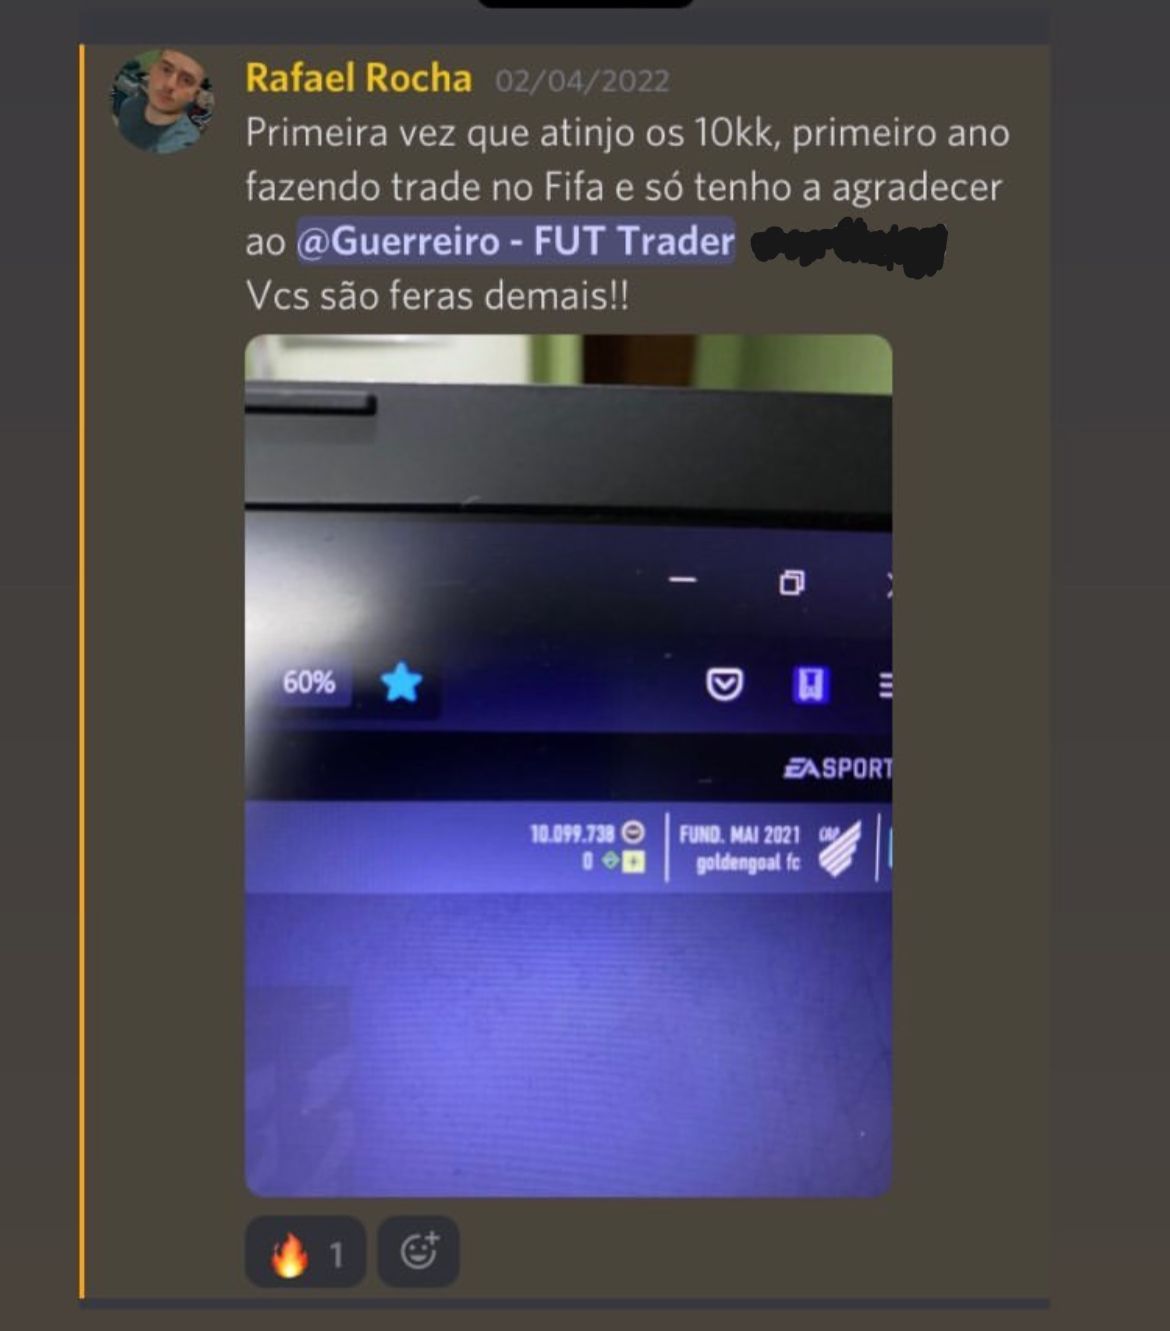 Rafael Rocha 02/04/2022
Primeira vez que atinjo os 10kk, primeiro ano
fazendo trade no Fifa e só tenho a agradecer
ao @Guerreiro - FUT Trader
Vcs são feras demais!!
60%
EA SPORT
10.099.738 FUND. MAI 2021
0 goldengoal fc
1